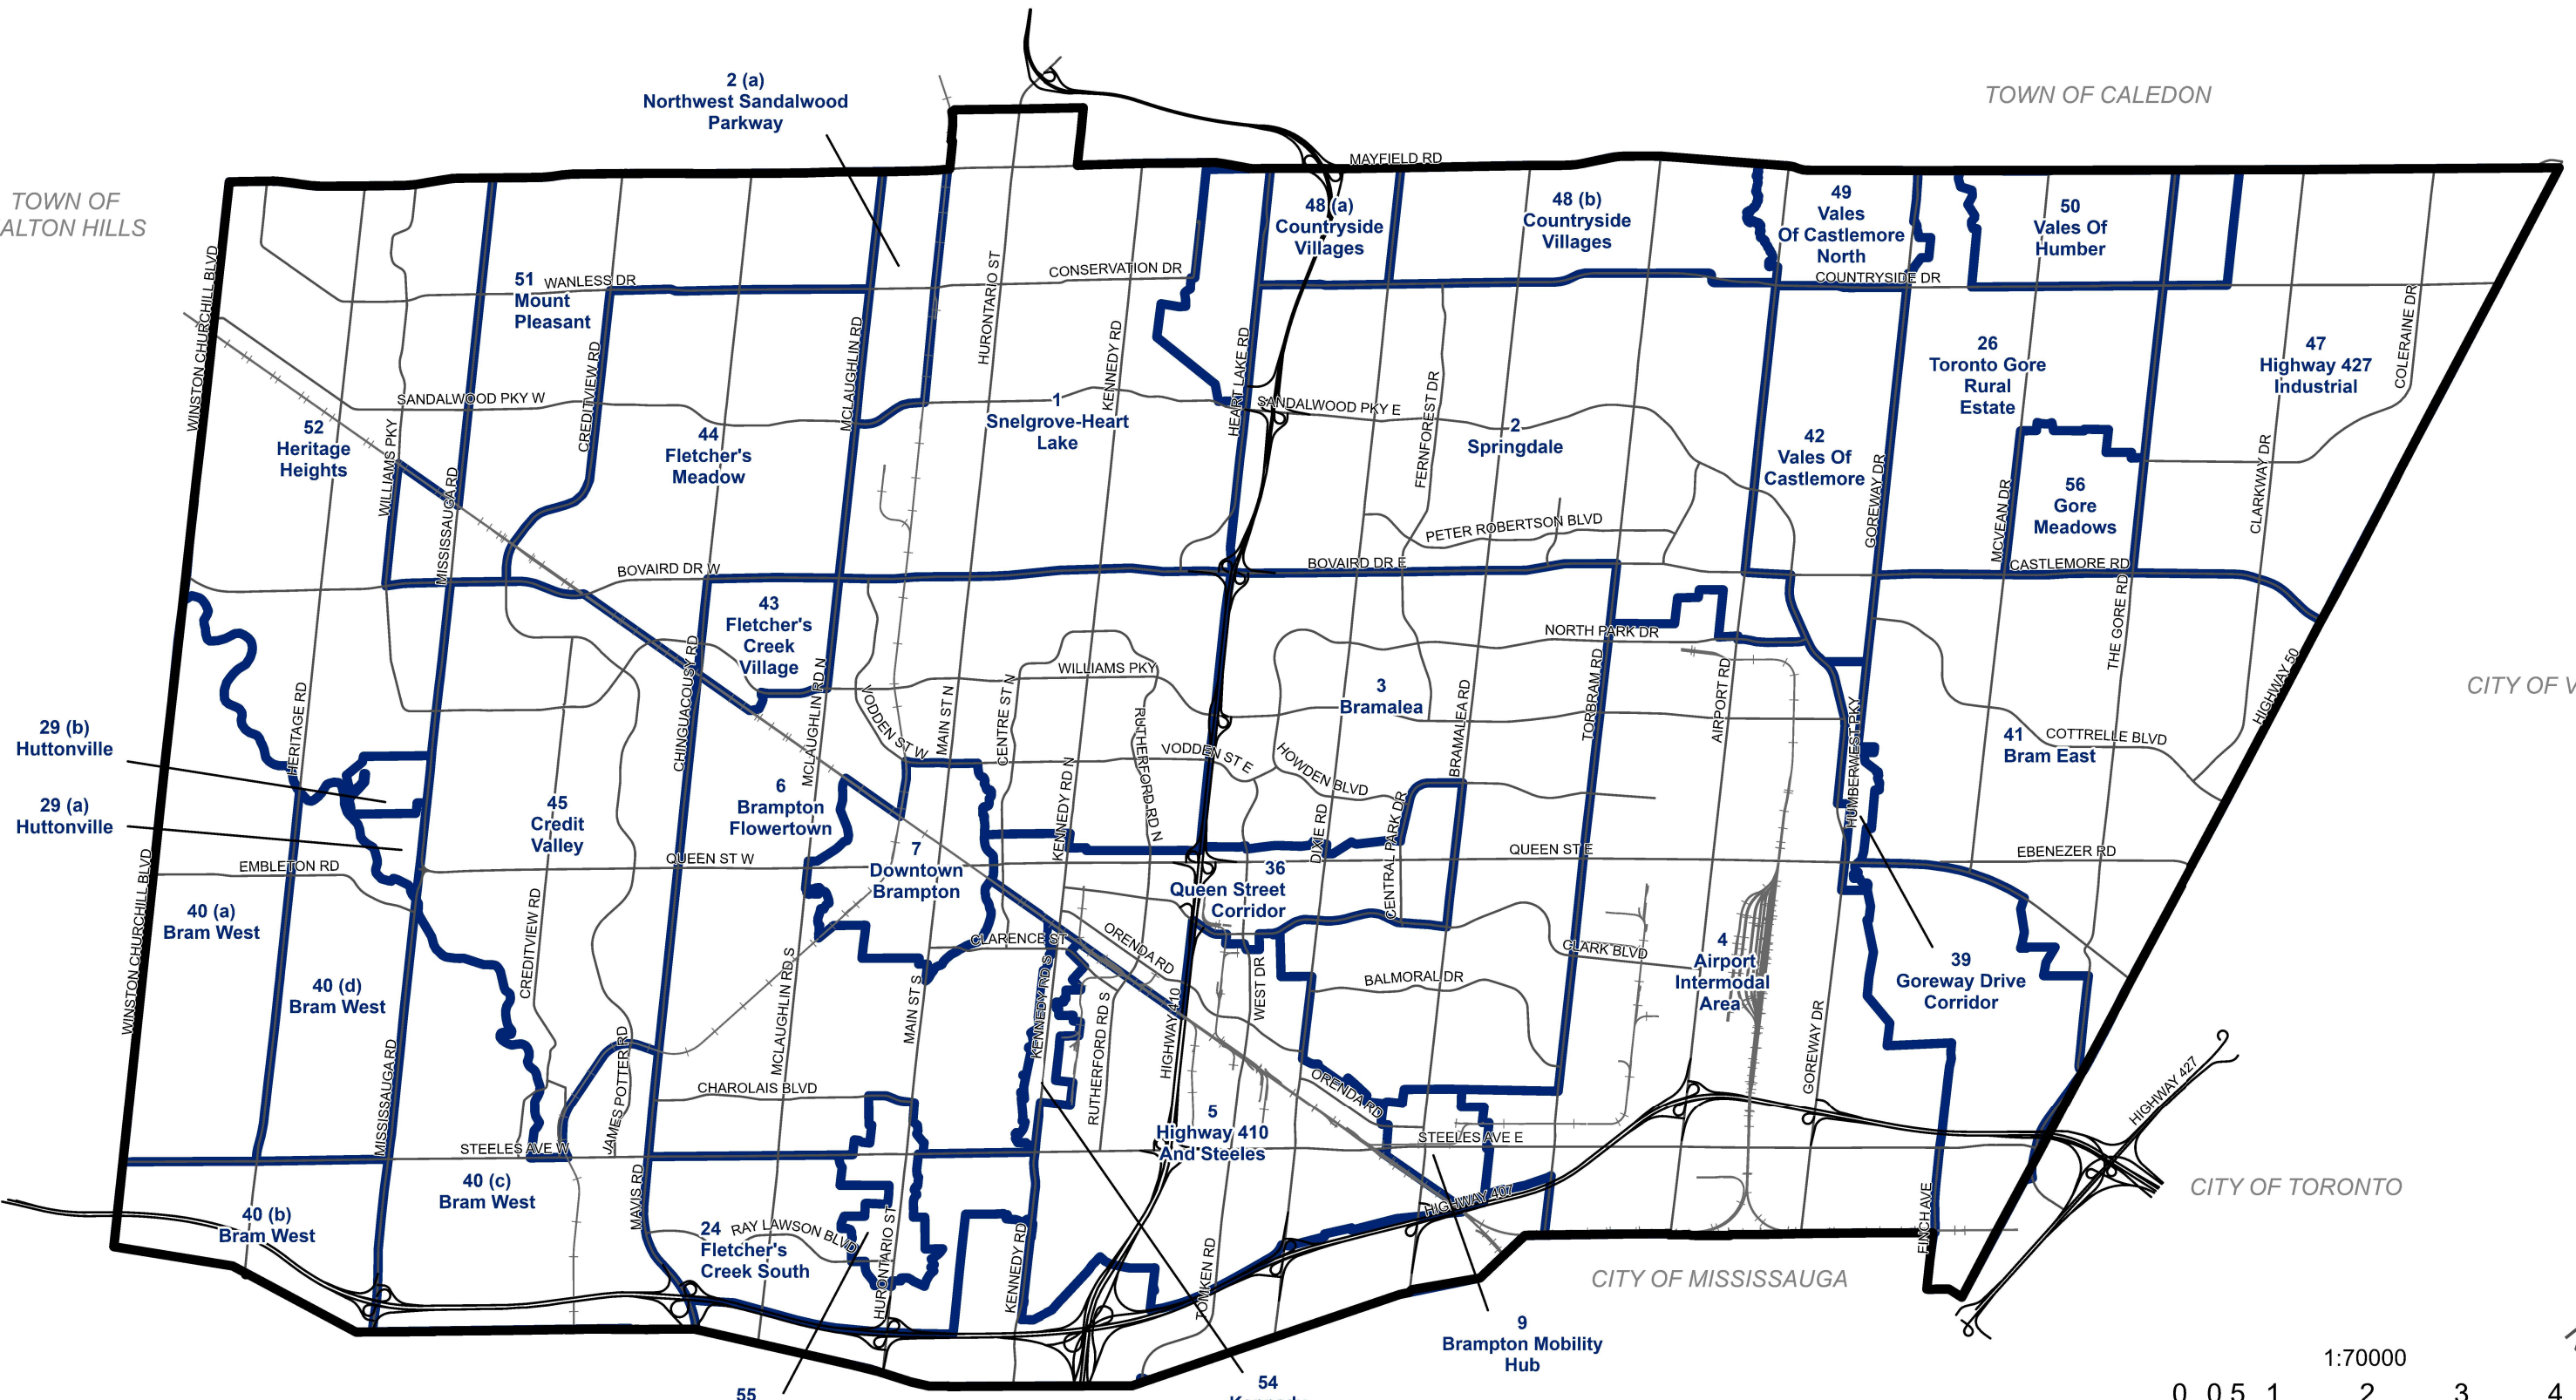 2 (a)
Northwest Sandalwood
Parkway
TOWN OF CALEDON
MAYFIELD RD
TOWN OF
ALTON HILLS
48 (a)
Countryside
Villages
48 (b)
Countryside
Villages
49
Vales
Of Castlemore
North
50
Vales Of
Humber
51
Mount
Pleasant
WANLESS DR
CONSERVATION DR
COUNTRYSIDE DR
WINSTON CHURCHILL BLVD
HURONTARIO ST
KENNEDY RD
HEART LAKE RD
MCLAUGHLIN RD
CREDITVIEW RD
COLERAINE DR
26
Toronto Gore
Rural
Estate
47
Highway 427
Industrial
SANDALWOOD PKY W
SANDALWOOD PKY E
1
Snelgrove-Heart
Lake
2
Springdale
FERNFOREST DR
52
Heritage
Heights
44
Fletcher's
Meadow
42
Vales Of
Castlemore
56
Gore
Meadows
WILLIAMS PKY
MISSISSAUGA RD
GOREWAY DR
MCVEAN DR
CLARKWAY DR
PETER ROBERTSON BLVD
BOVAIRD DR W
BOVAIRD DR E
CASTLEMORE RD
THE GORE RD
43
Fletcher's
Creek
Village
NORTH PARK DR
WILLIAMS PKY
CHINGUACOUSY RD
MCLAUGHLIN RD N
VODDEN ST W
MAIN ST N
CENTRE ST N
RUTHERFORD RD N
3
Bramalea
BRAMALEA RD
TORBRAM RD
AIRPORT RD
HUMBERWEST PKY
HIGHWAY 50
CITY OF V
41
Bram East
COTTRELLE BLVD
29 (b)
Huttonville
HERITAGE RD
29 (a)
Huttonville
VODDEN ST E
HOWDEN BLVD
KENNEDY RD N
DIXIE RD
CENTRAL PARK DR
45
Credit
Valley
6
Brampton
Flowertown
7
Downtown
Brampton
QUEEN ST W
QUEEN ST E
EBENEZER RD
EMBLETON RD
36
Queen Street
Corridor
40 (a)
Bram West
WINSTON CHURCHILL BLVD
CREDITVIEW RD
CLARENCE ST
ORENDA RD
CLARK BLVD
BALMORAL DR
4
Airport
Intermodal
Area
39
Goreway Drive
Corridor
40 (d)
Bram West
MCLAUGHLIN RD S
MAIN ST S
KENNEDY RD S
RUTHERFORD RD S
HIGHWAY 410
WEST DR
GOREWAY DR
MISSISSAUGA RD
JAMES POTTER RD
CHAROLAIS BLVD
ORENDA RD
HIGHWAY 427
5
Highway 410
And Steeles
STEELES AVE W
STEELES AVE E
40 (c)
Bram West
MAVIS RD
HIGHWAY 407
CITY OF TORONTO
40 (b)
Bram West
24
Fletcher's
Creek South
RAY LAWSON BLVD
HURONTARIO ST
KENNEDY RD
TOMKEN RD
FINCH AVE
CITY OF MISSISSAUGA
9
Brampton Mobility
Hub
1:70000
55
54
0 0.5 1 2 3 4